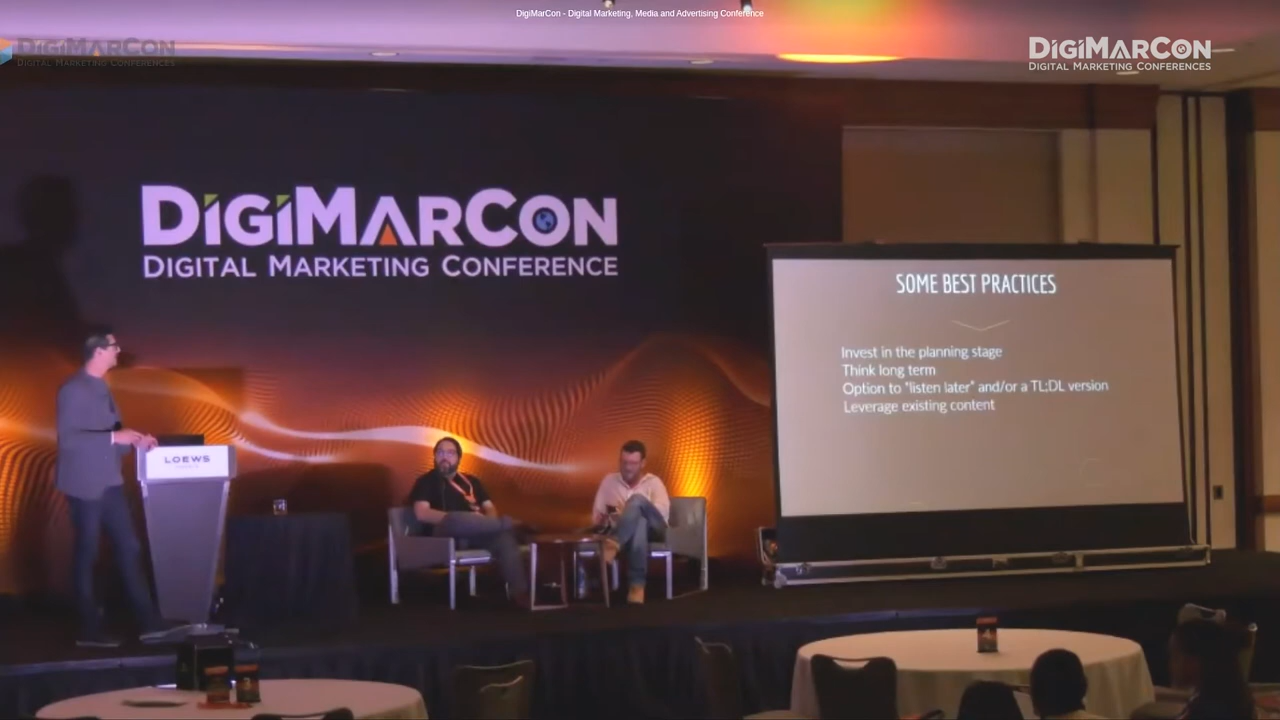 DigiMarCon - Digital Marketing, Media and Advertising Conference
DIGIMARCON
DIGITAL MARKETING CONFERENCES
DIGIMARCON
DIGITAL MARKETING CONFERENCES
DIGIMARCON
DIGITAL MARKETING CONFERENCE
SOME BEST PRACTICES
Invest in the planning stage
Think long term
Option to "listen later" and/or a TL;DL version
Leverage existing content
LOEWS